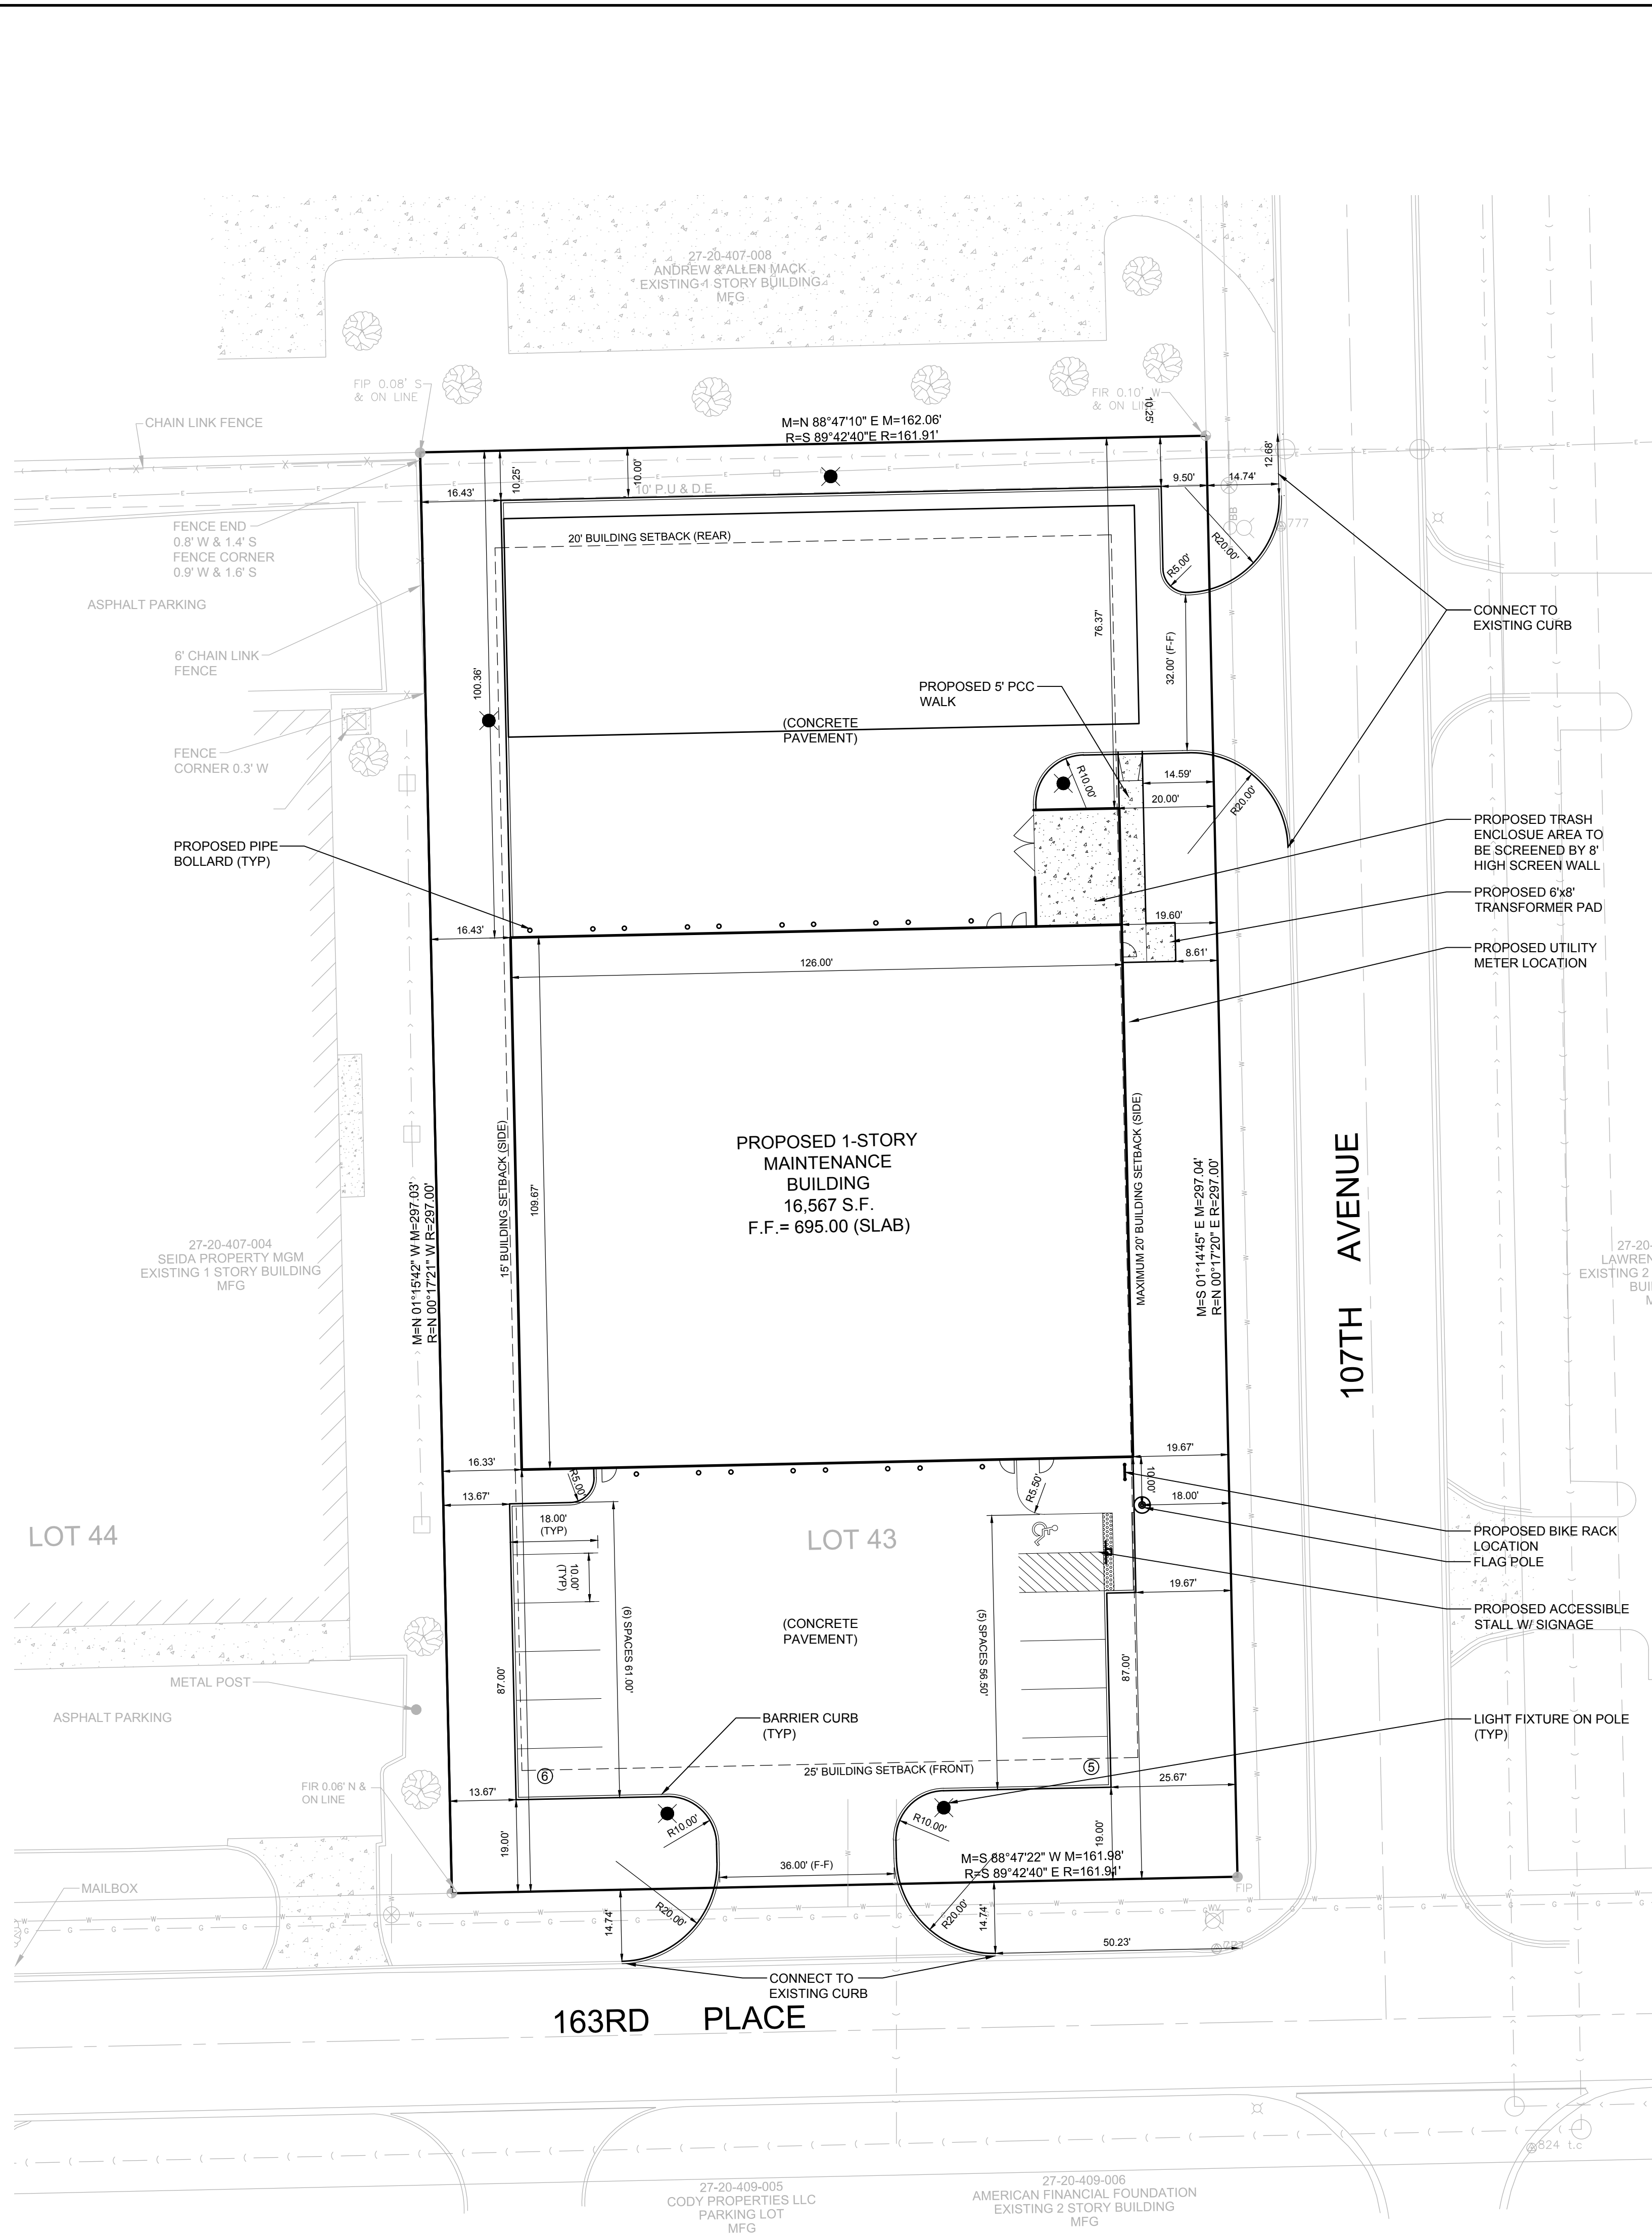 27-20-407-008
ANDREW & ALLEN MACK
EXISTING 1 STORY BUILDING
MFG
FIP 0.08' S
& ON LINE
FIR 0.10' W
& ON LINE
10.25'
CHAIN LINK FENCE
M=N 88°47'10" E M=162.06'
R=S 89°42'40"E R=161.91'
12.68'
16.43'
10.25'
10.00'
10' P.U & D.E.
9.50'
14.74'
BB
777
FENCE END
0.8' W & 1.4' S
FENCE CORNER
0.9' W & 1.6' S
20' BUILDING SETBACK (REAR)
R20.00'
R5.00'
ASPHALT PARKING
CONNECT TO
EXISTING CURB
76.37'
32.00' (F-F)
6' CHAIN LINK
FENCE
100.36'
PROPOSED 5' PCC
WALK
(CONCRETE
PAVEMENT)
FENCE
CORNER 0.3' W
R10.00'
14.59'
20.00'
R20.00'
PROPOSED PIPE
BOLLARD (TYP)
PROPOSED TRASH
ENCLOSUE AREA TO
BE SCREENED BY 8'
HIGH SCREEN WALL
PROPOSED 6'x8'
TRANSFORMER PAD
16.43'
19.60'
8.61'
PROPOSED UTILITY
METER LOCATION
126.00'
109.67'
15' BUILDING SETBACK (SIDE)
MAXIMUM 20' BUILDING SETBACK (SIDE)
PROPOSED 1-STORY
MAINTENANCE
BUILDING
16,567 S.F.
F.F.= 695.00 (SLAB)
M=N 01°15'42" W M=297.03'
R=N 00°17'21" W R=297.00'
M=S 01°14'45" E M=297.04'
R=N 00°17'20" E R=297.00'
107TH AVENUE
27-20-407-004
SEIDA PROPERTY MGM
EXISTING 1 STORY BUILDING
MFG
27-20-
LAWREN
EXISTING 2
BUI
M
16.33'
19.67'
R5.00'
R5.50'
10.00'
13.67'
18.00'
18.00'
(TYP)
10.00'
(TYP)
LOT 44
LOT 43
PROPOSED BIKE RACK
LOCATION
FLAG POLE
19.67'
PROPOSED ACCESSIBLE
STALL W/ SIGNAGE
(6) SPACES 61.00'
(5) SPACES 56.50'
(CONCRETE
PAVEMENT)
87.00'
87.00'
METAL POST
ASPHALT PARKING
BARRIER CURB
(TYP)
LIGHT FIXTURE ON POLE
(TYP)
25' BUILDING SETBACK (FRONT)
6
5
FIR 0.06' N &
ON LINE
13.67'
25.67'
R10.00'
R10.00'
19.00'
19.00'
36.00' (F-F)
M=S 88°47'22" W M=161.98'
R=S 89°42'40" E R=161.91'
FIP
MAILBOX
14.74'
R20.00'
R20.00'
14.74'
WV
50.23'
CONNECT TO
EXISTING CURB
163RD PLACE
824 t.c
27-20-409-005
CODY PROPERTIES LLC
PARKING LOT
MFG
27-20-409-006
AMERICAN FINANCIAL FOUNDATION
EXISTING 2 STORY BUILDING
MFG